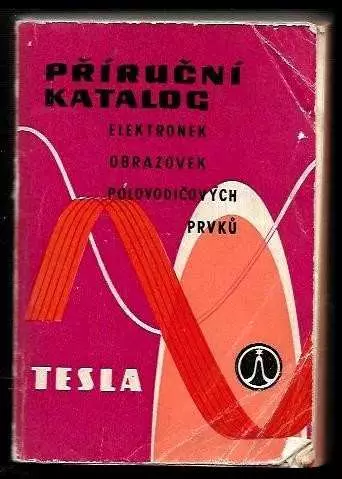 PŘÍRUČNÍ
KATALOG
ELEKTRONEK
OBRAZOVEK
POLOVODIČOVÝCH
PRVKŮ
TESLA